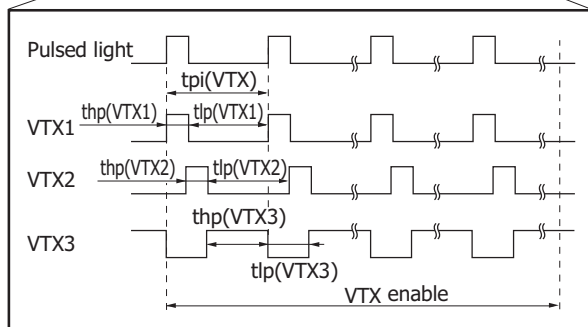 Pulsed light
tpi(VTX)
thp(VTX1) tlp(VTX1)
VTX1
thp(VTX2) tlp(VTX2)
VTX2
thp(VTX3)
VTX3
tlp(VTX3)
VTX enable